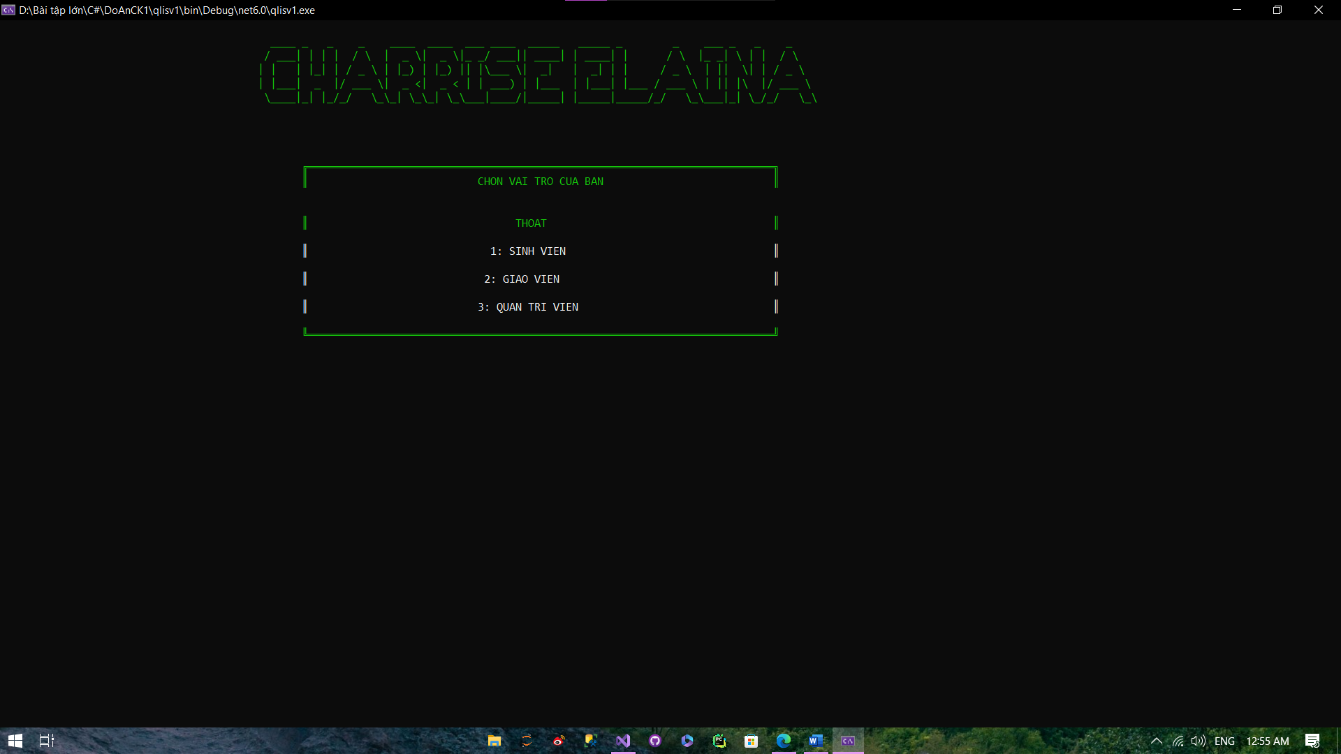 D:\Bài tập lớn\C#\DoAnCK1\qlisv1\bin\Debug\net6.0\qlisv1.exe
CHARRISE ELAINA
CHON VAI TRO CUA BAN
THOAT
1: SINH VIEN
2: GIAO VIEN
3: QUAN TRI VIEN
ENG 12:55 AM